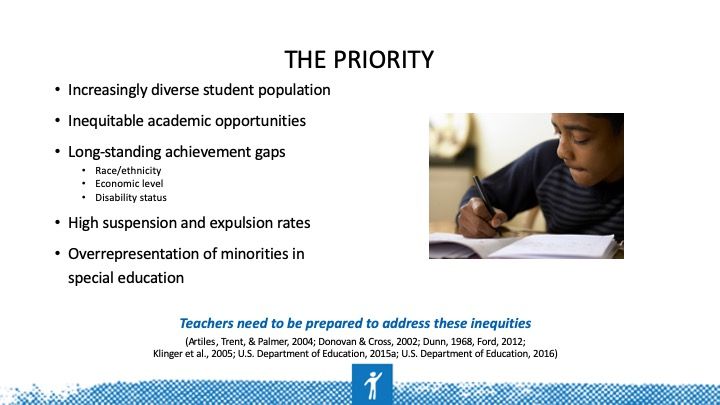 THE PRIORITY
• Increasingly diverse student population
• Inequitable academic opportunities
• Long-standing achievement gaps
• Race/ethnicity
• Economic level
• Disability status
• High suspension and expulsion rates
• Overrepresentation of minorities in
special education
Teachers need to be prepared to address these inequities
(Artiles, Trent, & Palmer, 2004; Donovan & Cross, 2002; Dunn, 1968, Ford, 2012;
Klinger et al., 2005; U.S. Department of Education, 2015a; U.S. Department of Education, 2016)